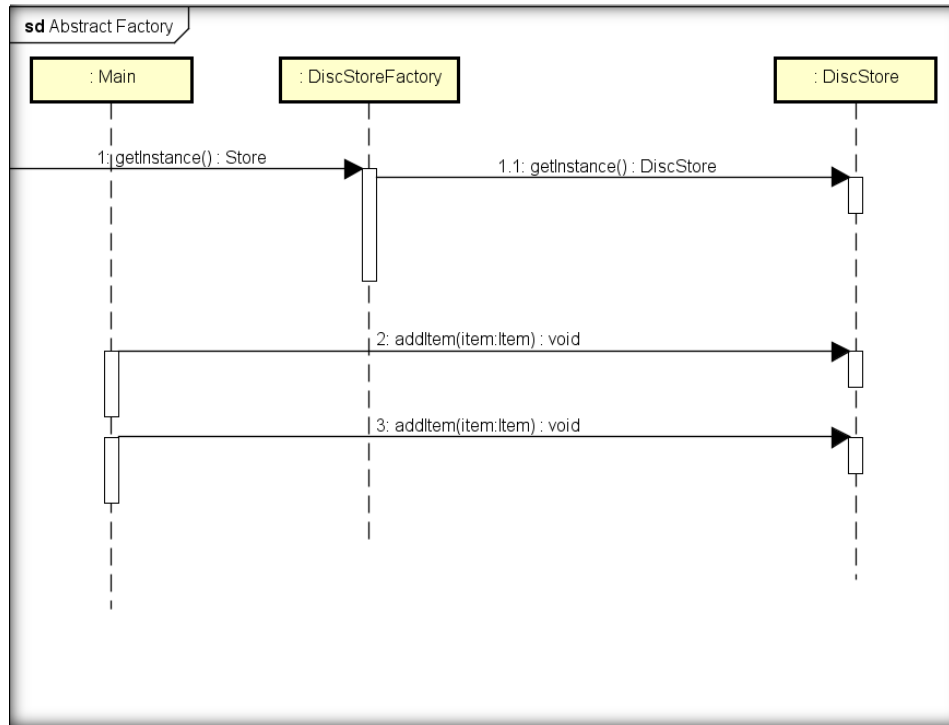 sd Abstract Factory
: Main
: DiscStoreFactory
: DiscStore
1: getInstance() : Store
1.1: getInstance() : DiscStore
2: addItem(item:Item) : void
3: addItem(item:Item) : void